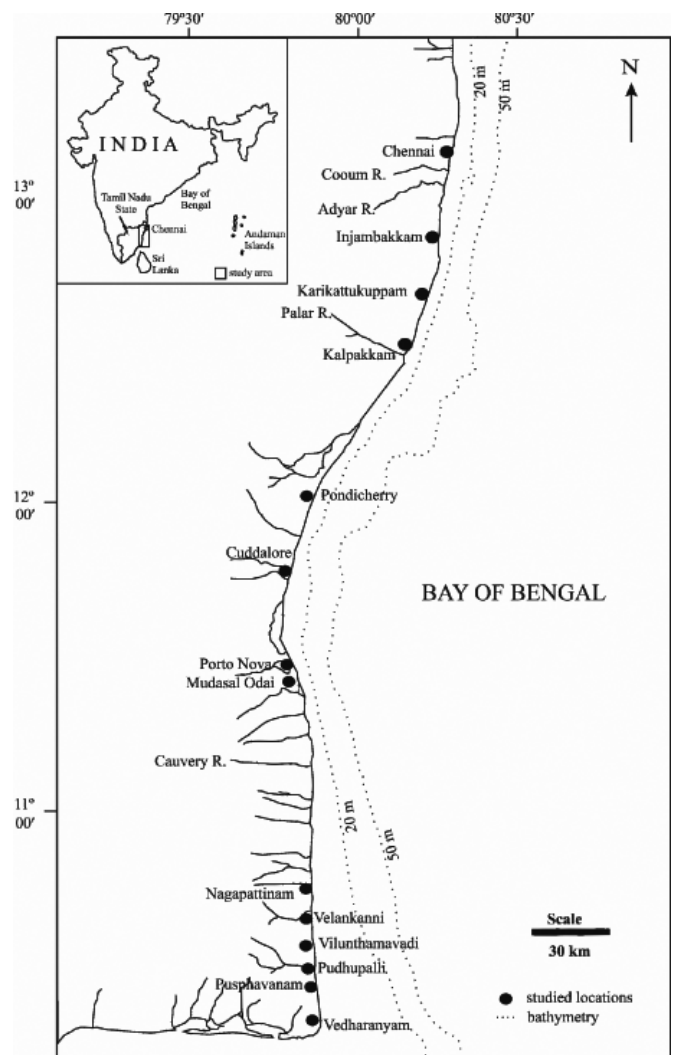 79°30' 80°00' 80°30'
20 m
50 m
N
INDIA
Tamil Nadu
State
Bay of
Bengal
Chennai
Andaman
Islands
Sri
Lanka
study area
13°
00'
Chennai
Cooum R.
Adyar R.
Injambakkam
Karikattukuppam
Palar R.
Kalpakkam
12°
00'
Pondicherry
Cuddalore
BAY OF BENGAL
Porto Nova
Mudasal Odai
Cauvery R.
11°
00'
20 m
50 m
Nagapattinam
Velankanni
Vilunthamavadi
Pudhupalli
Pusphavanam
Vedharanyam
Scale
30 km
studied locations
bathymetry